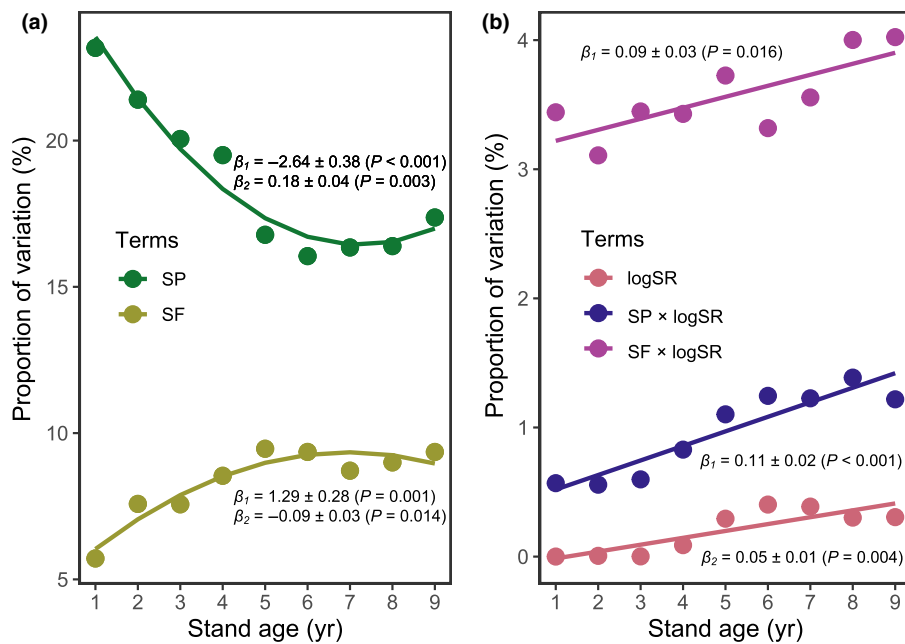 (a)
Proportion of variation (%)
20
15
10
5
β1 = −2.64 ± 0.38 (P < 0.001)
β2 = 0.18 ± 0.04 (P = 0.003)
Terms
SP
SF
β1 = 1.29 ± 0.28 (P = 0.001)
β2 = −0.09 ± 0.03 (P = 0.014)
1 2 3 4 5 6 7 8 9
Stand age (yr)
(b)
Proportion of variation (%)
4
3
2
1
0
β1 = 0.09 ± 0.03 (P = 0.016)
Terms
logSR
SP × logSR
SF × logSR
β1 = 0.11 ± 0.02 (P < 0.001)
β2 = 0.05 ± 0.01 (P = 0.004)
1 2 3 4 5 6 7 8 9
Stand age (yr)